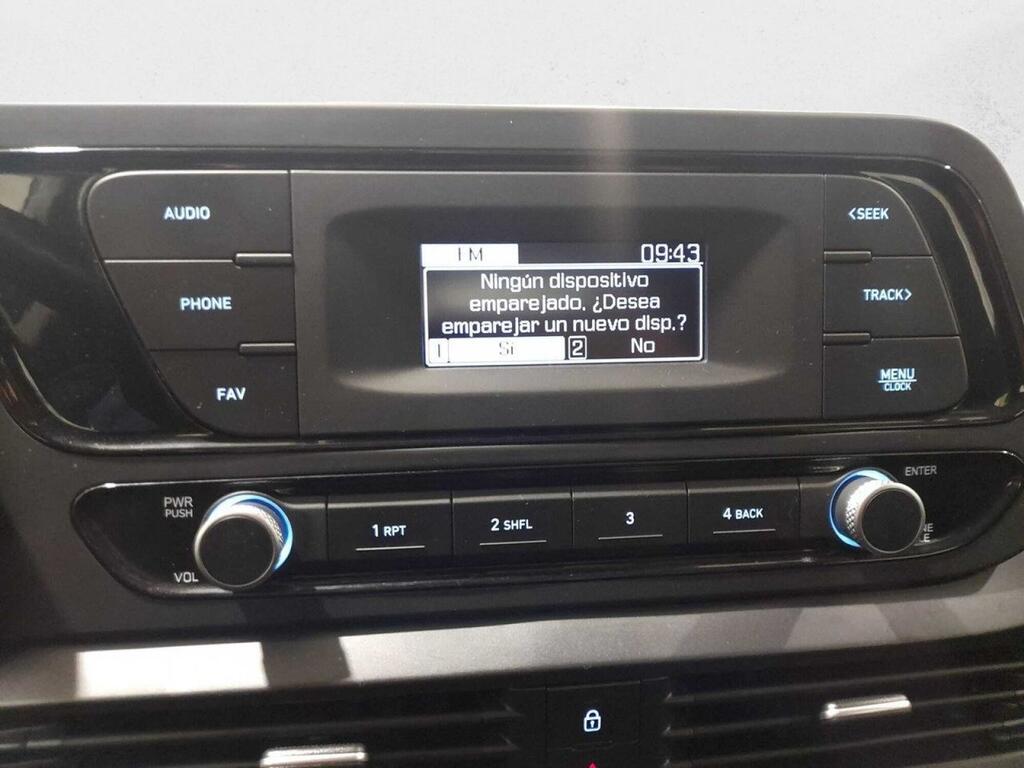 AUDIO
PHONE
FAV
09:43
Ningún dispositivo
emparejado. ¿Desea
emparejar un nuevo disp.?
1 Sí 2 No
<SEEK
TRACK>
MENU
CLOCK
PWR
PUSH
VOL
1 RPT
2 SHFL
3
4 BACK
ENTER